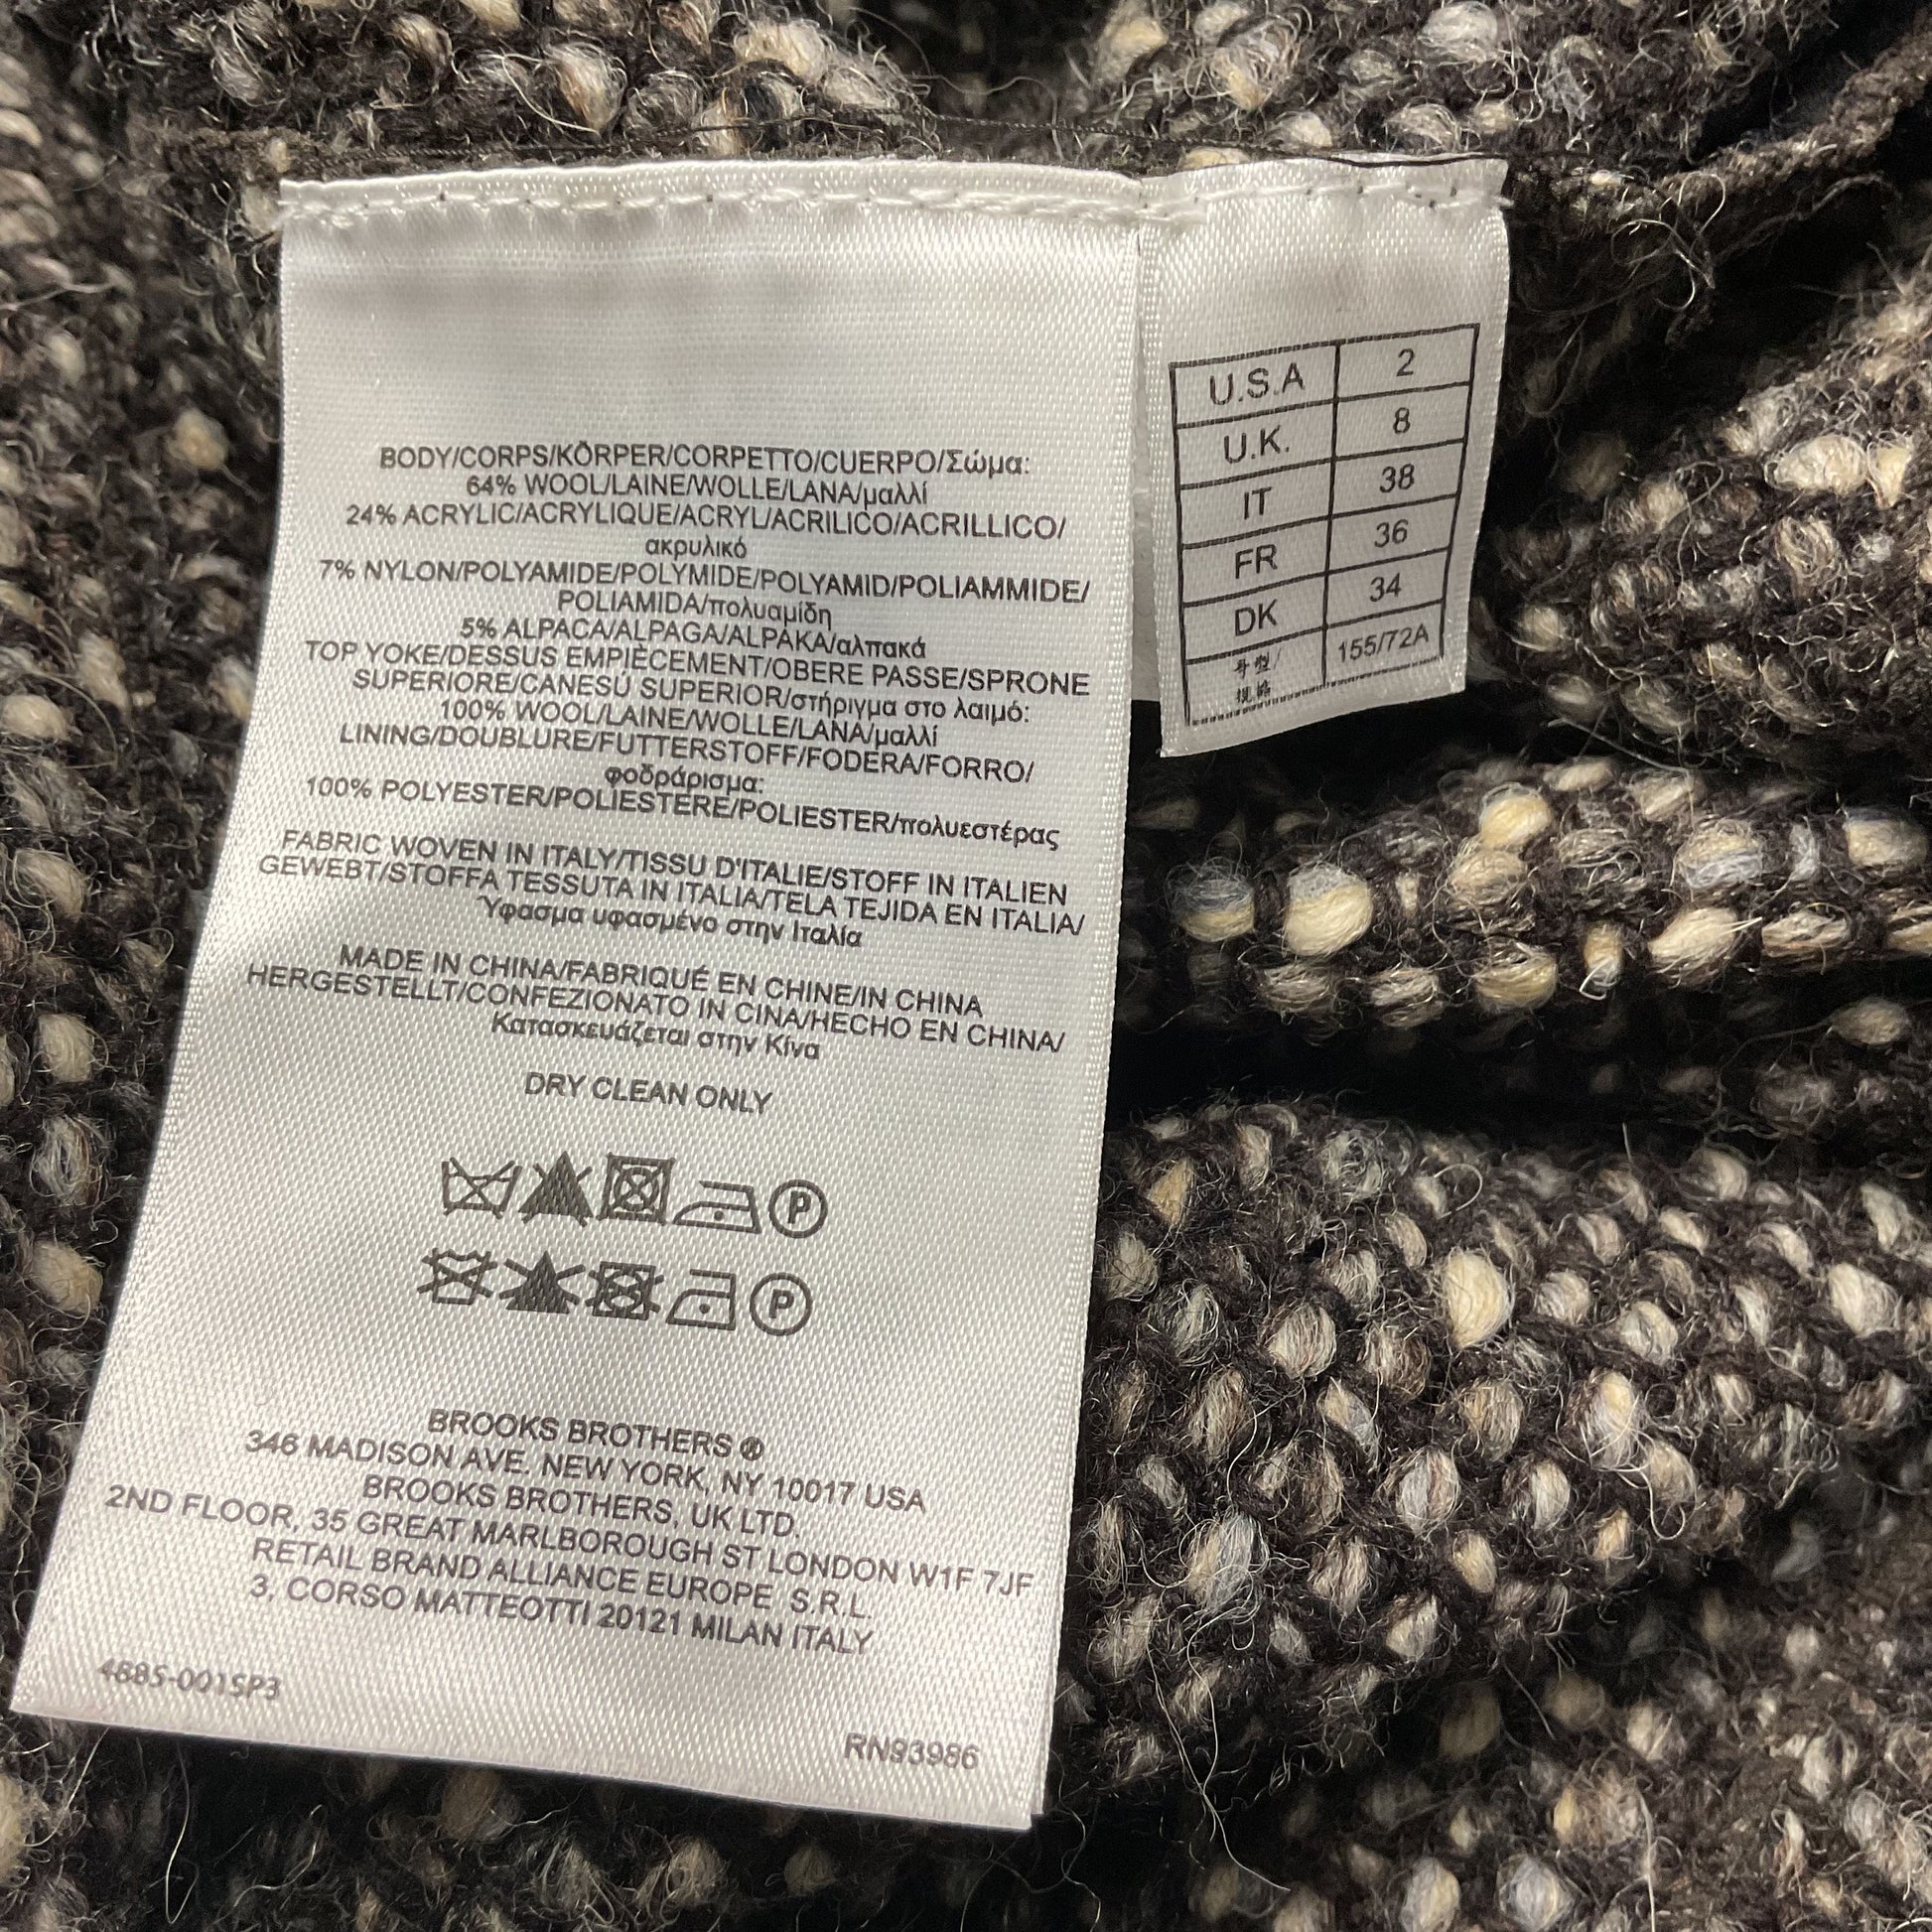 BODY/CORPS/KÖRPER/CORPETTO/CUERPO/Σώμα:
64% WOOL/LAINE/WOLLE/LANA/μαλλί
24% ACRYLIC/ACRYLIQUE/ACRYL/ACRILICO/ACRILLICO/
ακρυλικό
7% NYLON/POLYAMIDE/POLYMIDE/POLYAMID/POLIAMMIDE/
POLIAMIDA/πολυαμίδη
5% ALPACA/ALPAGA/ALPAKA/αλπακά
TOP YOKE/DESSUS EMPIÈCEMENT/OBERE PASSE/SPRONE
SUPERIORE/CANESÚ SUPERIOR/στήριγμα στο λαιμό:
100% WOOL/LAINE/WOLLE/LANA/μαλλί
LINING/DOUBLURE/FUTTERSTOFF/FODERA/FORRO/
φοδράρισμα:
100% POLYESTER/POLIESTERE/POLIESTER/πολυεστέρας
FABRIC WOVEN IN ITALY/TISSU D'ITALIE/STOFF IN ITALIEN
GEWEBT/STOFFA TESSUTA IN ITALIA/TELA TEJIDA EN ITALIA/
Ύφασμα υφασμένο στην Ιταλία
MADE IN CHINA/FABRIQUÉ EN CHINE/IN CHINA
HERGESTELLT/CONFEZIONATO IN CINA/HECHO EN CHINA/
Κατασκευάζεται στην Κίνα
DRY CLEAN ONLY
P
P
BROOKS BROTHERS ®
346 MADISON AVE. NEW YORK, NY 10017 USA
BROOKS BROTHERS, UK LTD.
2ND FLOOR, 35 GREAT MARLBOROUGH ST LONDON W1F 7JF
RETAIL BRAND ALLIANCE EUROPE S.R.L.
3, CORSO MATTEOTTI 20121 MILAN ITALY
4885-001SP3
RN93986
U.S.A 2
U.K. 8
IT 38
FR 36
DK 34
号型/ 155/72A
规格